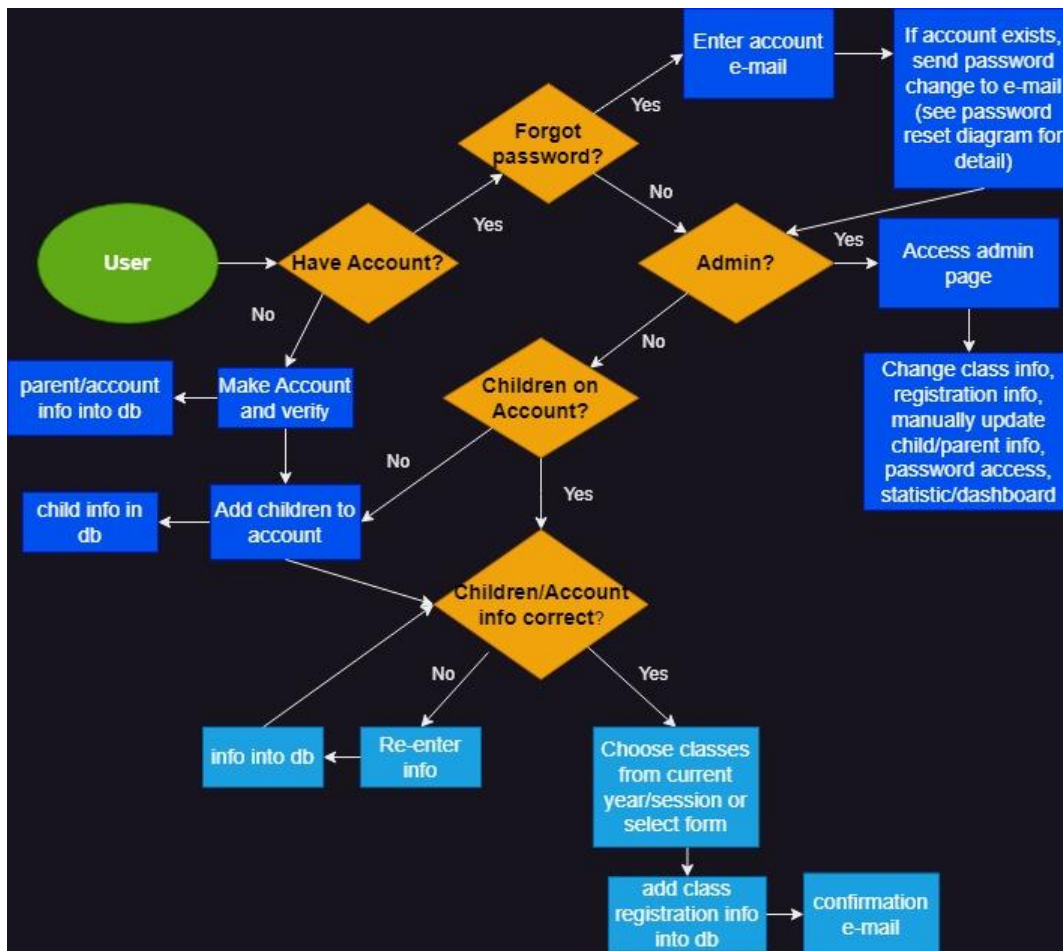 Enter account
e-mail
If account exists,
send password
change to e-mail
(see password
reset diagram for
detail)
Yes
Forgot
password?
No
Yes
User
Have Account?
Admin?
Yes
Access admin
page
No
No
parent/account
info into db
Make Account
and verify
Children on
Account?
Change class info,
registration info,
manually update
child/parent info,
password access,
statistic/dashboard
No
Yes
child info in
db
Add children to
account
Children/Account
info correct?
No
Yes
info into db
Re-enter
info
Choose classes
from current
year/session or
select form
add class
registration info
into db
confirmation
e-mail